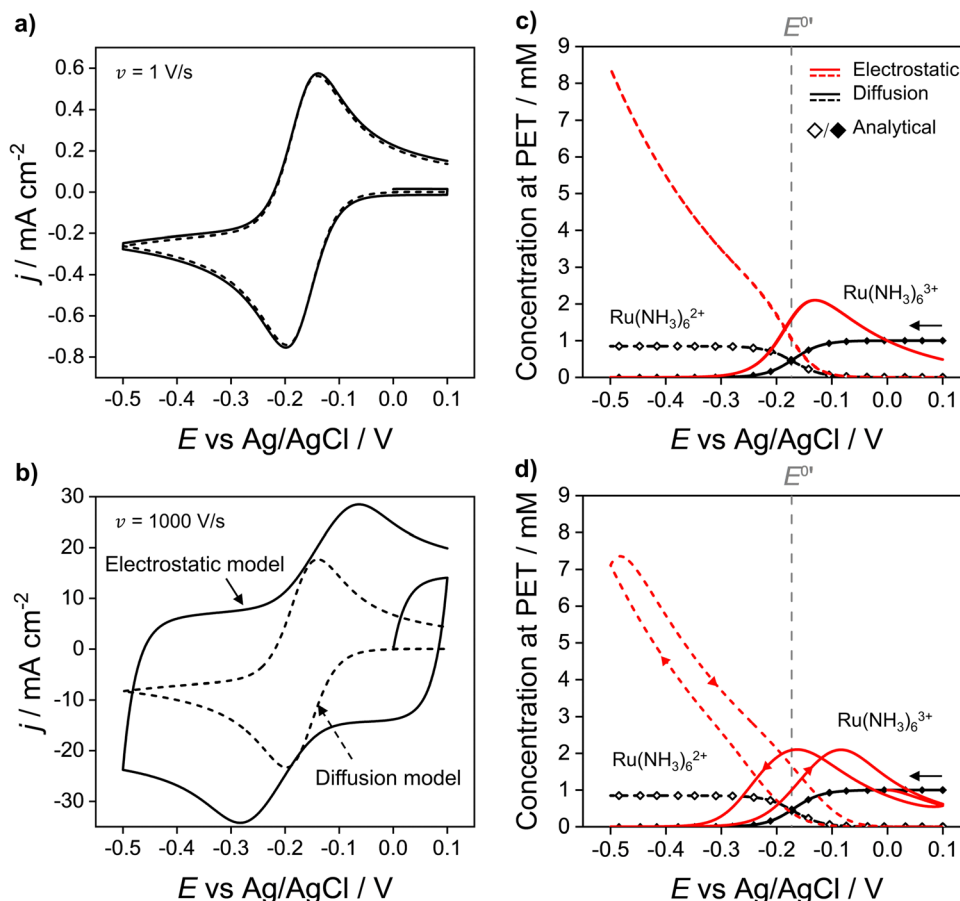 a)
v = 1 V/s
j / mA cm⁻²
0.6
0.4
0.2
0.0
-0.2
-0.4
-0.6
-0.8
-0.5 -0.4 -0.3 -0.2 -0.1 0.0 0.1
E vs Ag/AgCl / V
b)
v = 1000 V/s
Electrostatic model
Diffusion model
j / mA cm⁻²
30
20
10
0
-10
-20
-30
-0.5 -0.4 -0.3 -0.2 -0.1 0.0 0.1
E vs Ag/AgCl / V
c)
E⁰'
Electrostatic
Diffusion
◇/◆ Analytical
Ru(NH₃)₆²⁺
Ru(NH₃)₆³⁺
Concentration at PET / mM
9
8
7
6
5
4
3
2
1
0
-0.5 -0.4 -0.3 -0.2 -0.1 0.0 0.1
E vs Ag/AgCl / V
d)
E⁰'
Ru(NH₃)₆²⁺
Ru(NH₃)₆³⁺
Concentration at PET / mM
9
8
7
6
5
4
3
2
1
0
-0.5 -0.4 -0.3 -0.2 -0.1 0.0 0.1
E vs Ag/AgCl / V